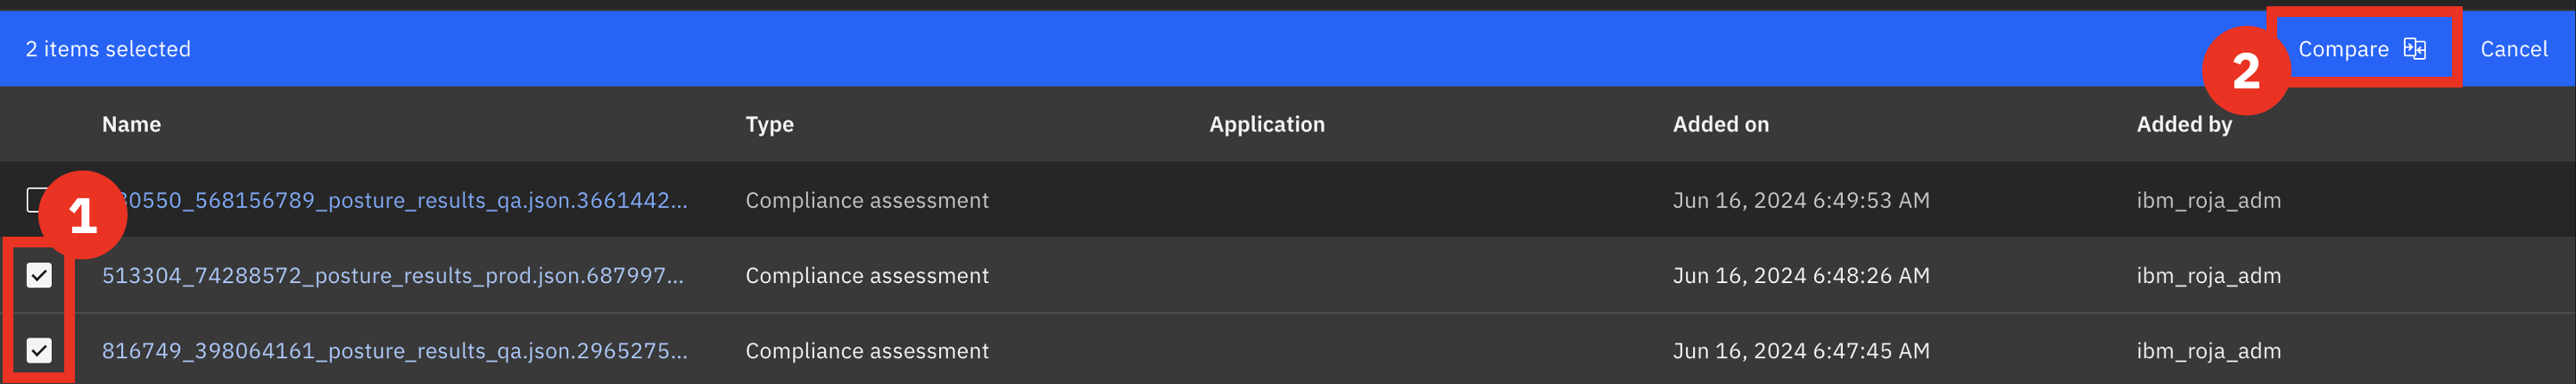 2 items selected
2
Compare
Cancel
Name Type Application Added on Added by
1
30550_568156789_posture_results_qa.json.3661442... Compliance assessment Jun 16, 2024 6:49:53 AM ibm_roja_adm
513304_74288572_posture_results_prod.json.687997... Compliance assessment Jun 16, 2024 6:48:26 AM ibm_roja_adm
816749_398064161_posture_results_qa.json.2965275... Compliance assessment Jun 16, 2024 6:47:45 AM ibm_roja_adm